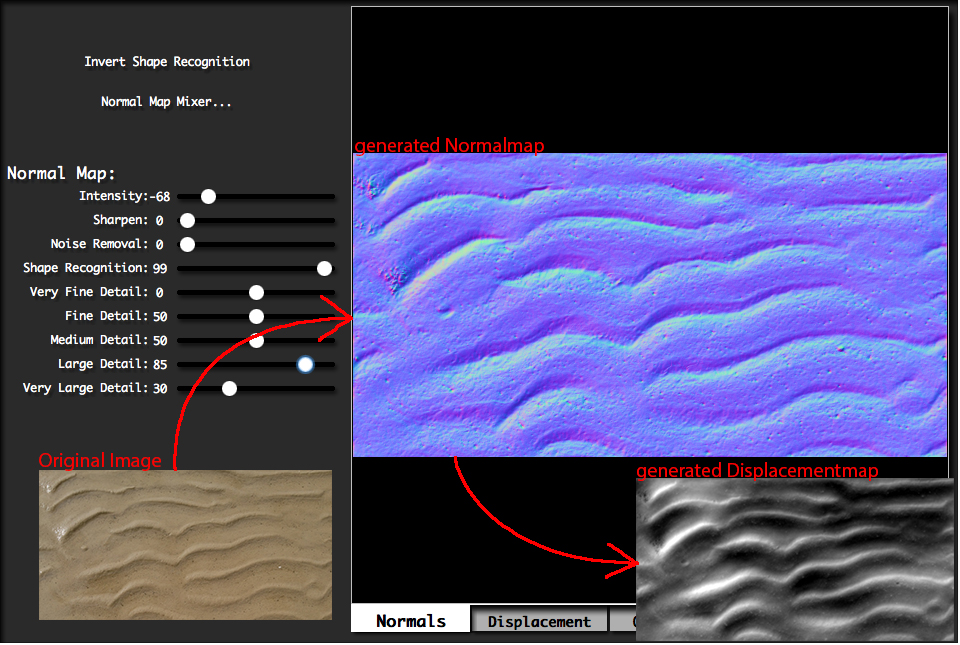 Invert Shape Recognition
Normal Map Mixer...
generated Normalmap
Normal Map:
Intensity:-68
Sharpen: 0
Noise Removal: 0
Shape Recognition: 99
Very Fine Detail: 0
Fine Detail: 50
Medium Detail: 50
Large Detail: 85
Very Large Detail: 30
Original Image
generated Displacementmap
Normals
Displacement